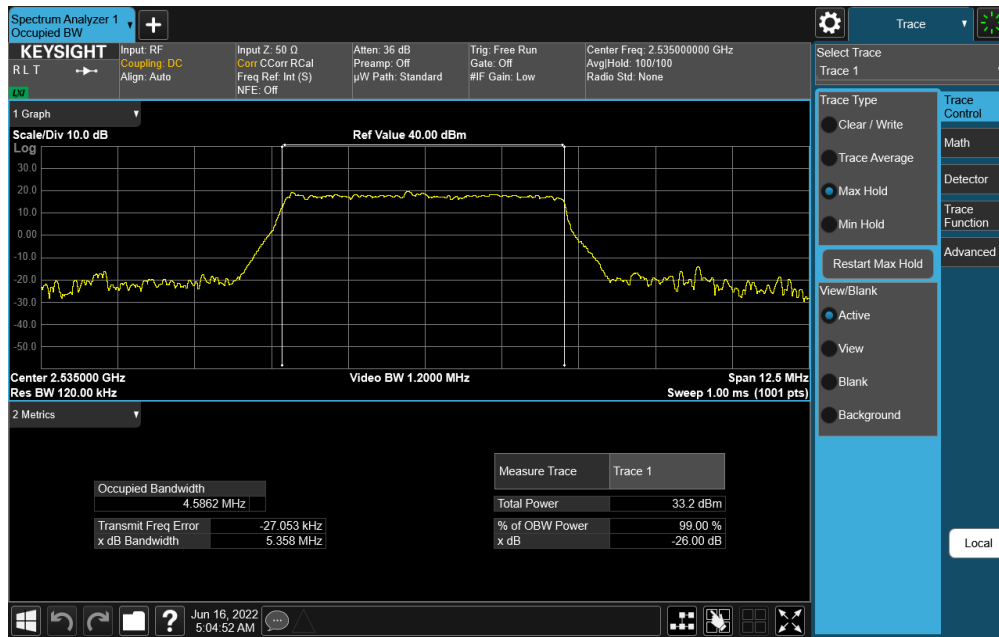 Spectrum Analyzer 1
Occupied BW
KEYSIGHT
R L T
LXI
Input: RF
Coupling: DC
Align: Auto
Input Z: 50 Ω
Corr CCorr RCal
Freq Ref: Int (S)
NFE: Off
Atten: 36 dB
Preamp: Off
µW Path: Standard
Trig: Free Run
Gate: Off
#IF Gain: Low
Center Freq: 2.535000000 GHz
Avg|Hold: 100/100
Radio Std: None
1 Graph
Scale/Div 10.0 dB
Ref Value 40.00 dBm
Log
30.0
20.0
10.0
0.00
-10.0
-20.0
-30.0
-40.0
-50.0
Center 2.535000 GHz
Video BW 1.2000 MHz
Span 12.5 MHz
Res BW 120.00 kHz
Sweep 1.00 ms (1001 pts)
2 Metrics
Occupied Bandwidth
4.5862 MHz
Transmit Freq Error -27.053 kHz
x dB Bandwidth 5.358 MHz
Measure Trace Trace 1
Total Power 33.2 dBm
% of OBW Power 99.00 %
x dB -26.00 dB
Trace
Select Trace
Trace 1
Trace Type
Clear / Write
Trace Average
Max Hold
Min Hold
Restart Max Hold
View/Blank
Active
View
Blank
Background
Trace
Control
Math
Detector
Trace
Function
Advanced
Local
?
Jun 16, 2022
5:04:52 AM